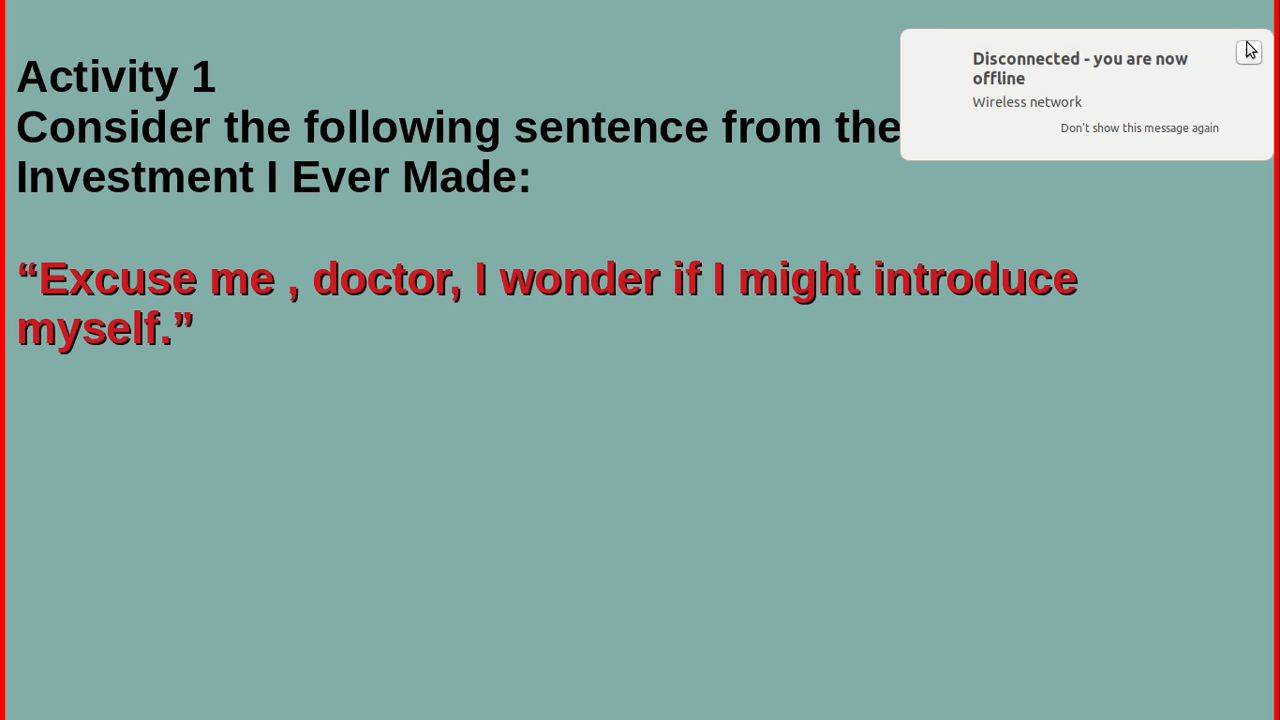 Activity 1
Consider the following sentence from the
Investment I Ever Made:
“Excuse me , doctor, I wonder if I might introduce
myself.”
Disconnected - you are now
offline
Wireless network
Don't show this message again